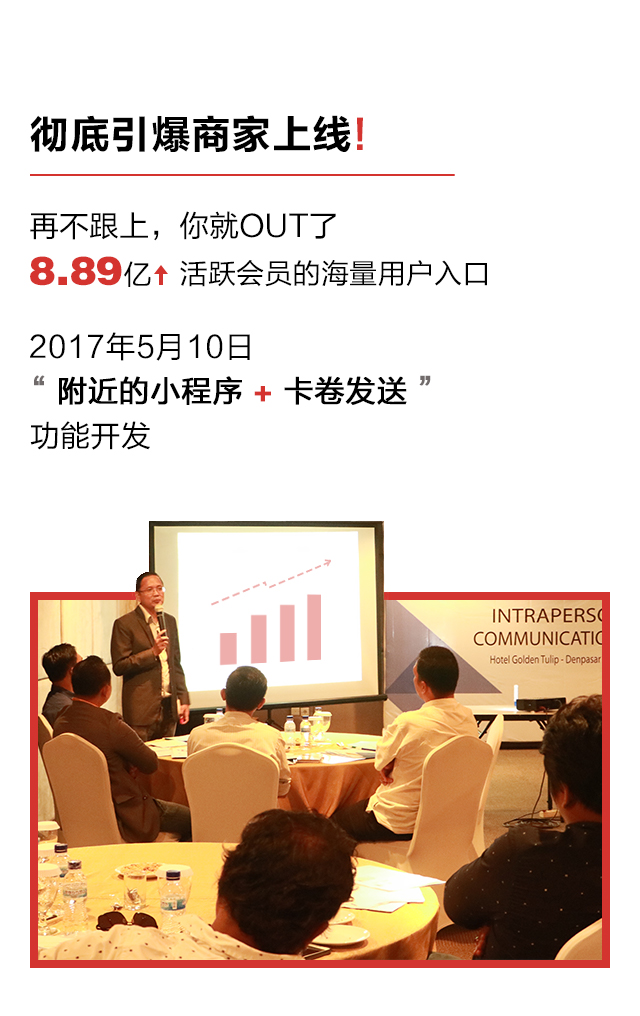 彻底引爆商家上线!
再不跟上，你就OUT了
8.89亿↑ 活跃会员的海量用户入口
2017年5月10日
“ 附近的小程序 + 卡卷发送 ”
功能开发
INTRAPERSO
COMMUNICATIO
Hotel Golden Tulip - Denpasar